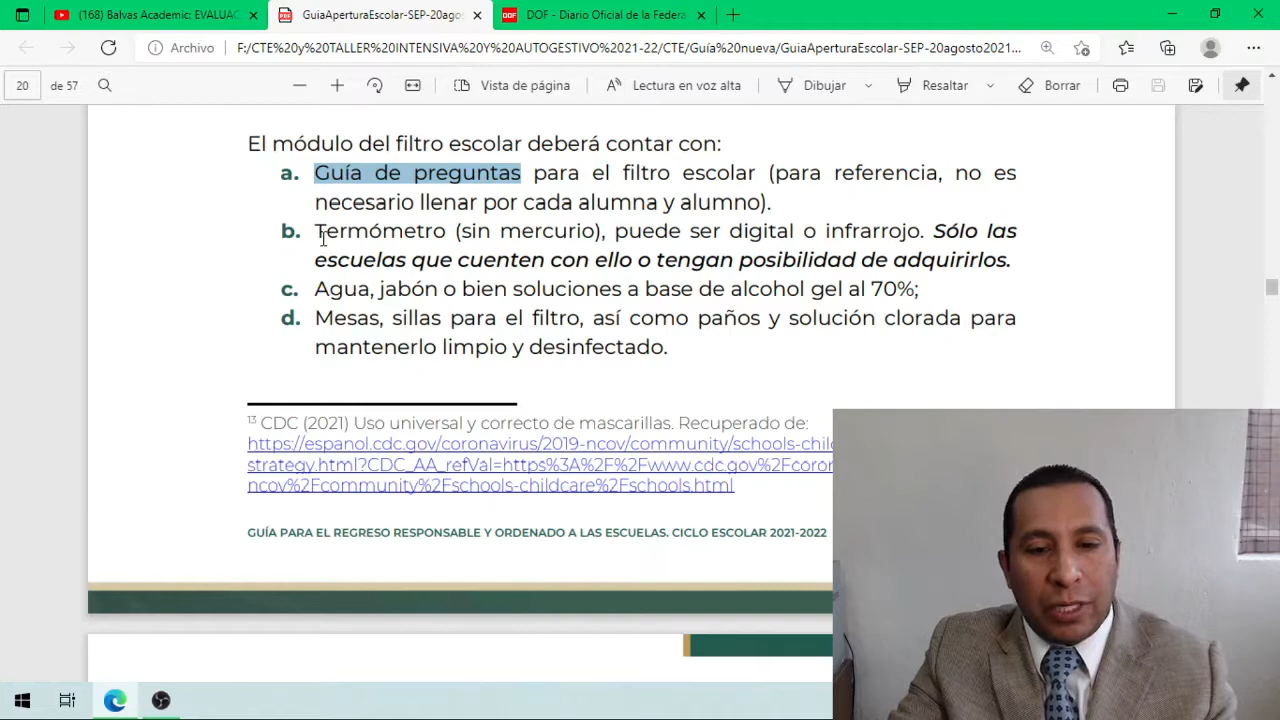 (168) Balvas Academic: EVALUAC
GuiaAperturaEscolar-SEP-20ago
DOF - Diario Oficial de la Federa
Archivo
F:/CTE%20y%20TALLER%20INTENSIVA%20Y%20AUTOGESTIVO%202021-22/CTE/Guía%20nueva/GuiaAperturaEscolar-SEP-20agosto2021...
20 de 57
Vista de página
Lectura en voz alta
Dibujar
Resaltar
Borrar
El módulo del filtro escolar deberá contar con:
a. Guía de preguntas para el filtro escolar (para referencia, no es
necesario llenar por cada alumna y alumno).
b. Termómetro (sin mercurio), puede ser digital o infrarrojo. Sólo las
escuelas que cuenten con ello o tengan posibilidad de adquirirlos.
c. Agua, jabón o bien soluciones a base de alcohol gel al 70%;
d. Mesas, sillas para el filtro, así como paños y solución clorada para
mantenerlo limpio y desinfectado.
13 CDC (2021) Uso universal y correcto de mascarillas. Recuperado de:
https://espanol.cdc.gov/coronavirus/2019-ncov/community/schools-chil
strategy.html?CDC_AA_refVal=https%3A%2F%2Fwww.cdc.gov%2Fcoron
ncov%2Fcommunity%2Fschools-childcare%2Fschools.html
GUÍA PARA EL REGRESO RESPONSABLE Y ORDENADO A LAS ESCUELAS. CICLO ESCOLAR 2021-2022